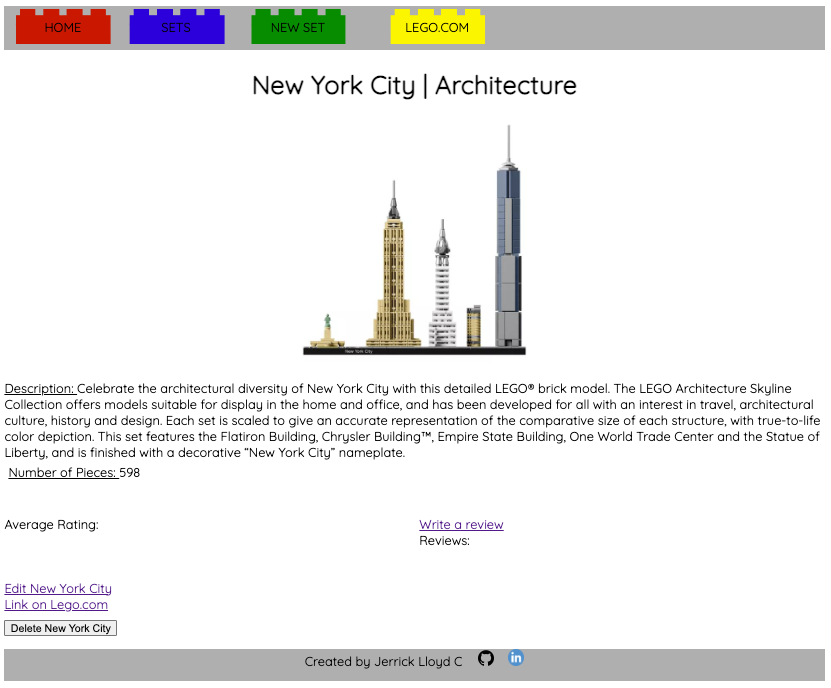 HOME SETS NEW SET LEGO.COM
New York City | Architecture
New York City
Description: Celebrate the architectural diversity of New York City with this detailed LEGO® brick model. The LEGO Architecture Skyline
Collection offers models suitable for display in the home and office, and has been developed for all with an interest in travel, architectural
culture, history and design. Each set is scaled to give an accurate representation of the comparative size of each structure, with true-to-life
color depiction. This set features the Flatiron Building, Chrysler Building™, Empire State Building, One World Trade Center and the Statue of
Liberty, and is finished with a decorative “New York City” nameplate.
Number of Pieces: 598
Average Rating:
Write a review
Reviews:
Edit New York City
Link on Lego.com
Delete New York City
Created by Jerrick Lloyd C in